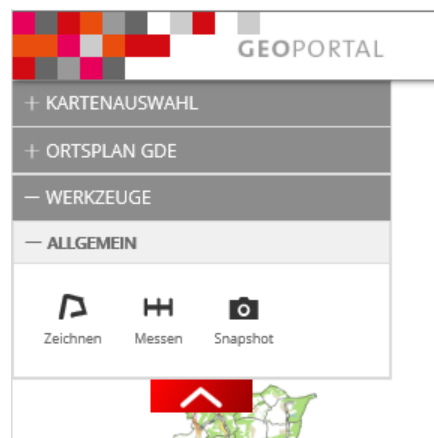 GEOPORTAL
KARTENAUSWAHL
ORTSPLAN GDE
WERKZEUGE
ALLGEMEIN
Zeichnen Messen Snapshot